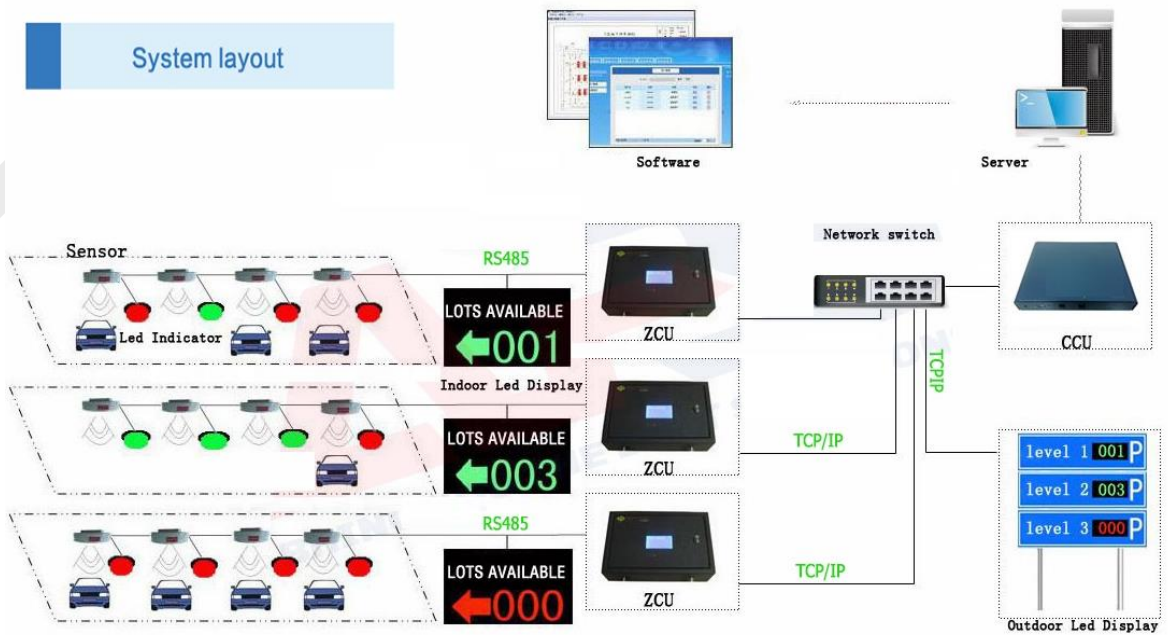 System layout
Software
Server
Network switch
Sensor
RS485
LOTS AVAILABLE
001
ZCU
CCU
Led Indicator
Indoor Led Display
TCPIP
LOTS AVAILABLE
003
ZCU
TCP/IP
level 1 001 P
level 2 003 P
level 3 000 P
RS485
LOTS AVAILABLE
000
ZCU
TCP/IP
Outdoor Led Display